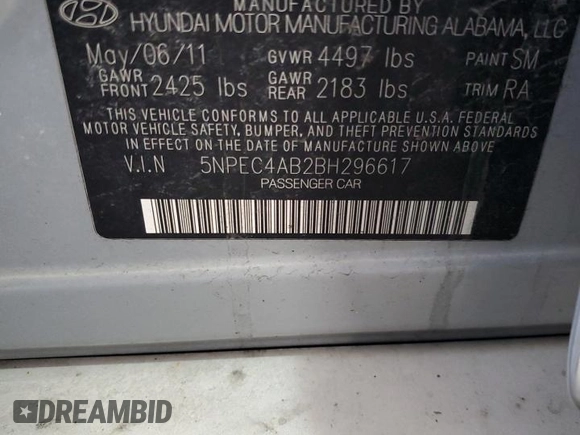 MANUFACTURED BY
HYUNDAI MOTOR MANUFACTURING ALABAMA, LLC
May/06/11 GVWR 4497 lbs PAINT SM
GAWR FRONT 2425 lbs GAWR REAR 2183 lbs TRIM RA
THIS VEHICLE CONFORMS TO ALL APPLICABLE U.S.A. FEDERAL
MOTOR VEHICLE SAFETY, BUMPER, AND THEFT PREVENTION STANDARDS
IN EFFECT ON THE DATE OF MANUFACTURE SHOWN ABOVE.
V.I.N 5NPEC4AB2BH296617
PASSENGER CAR
DREAMBID